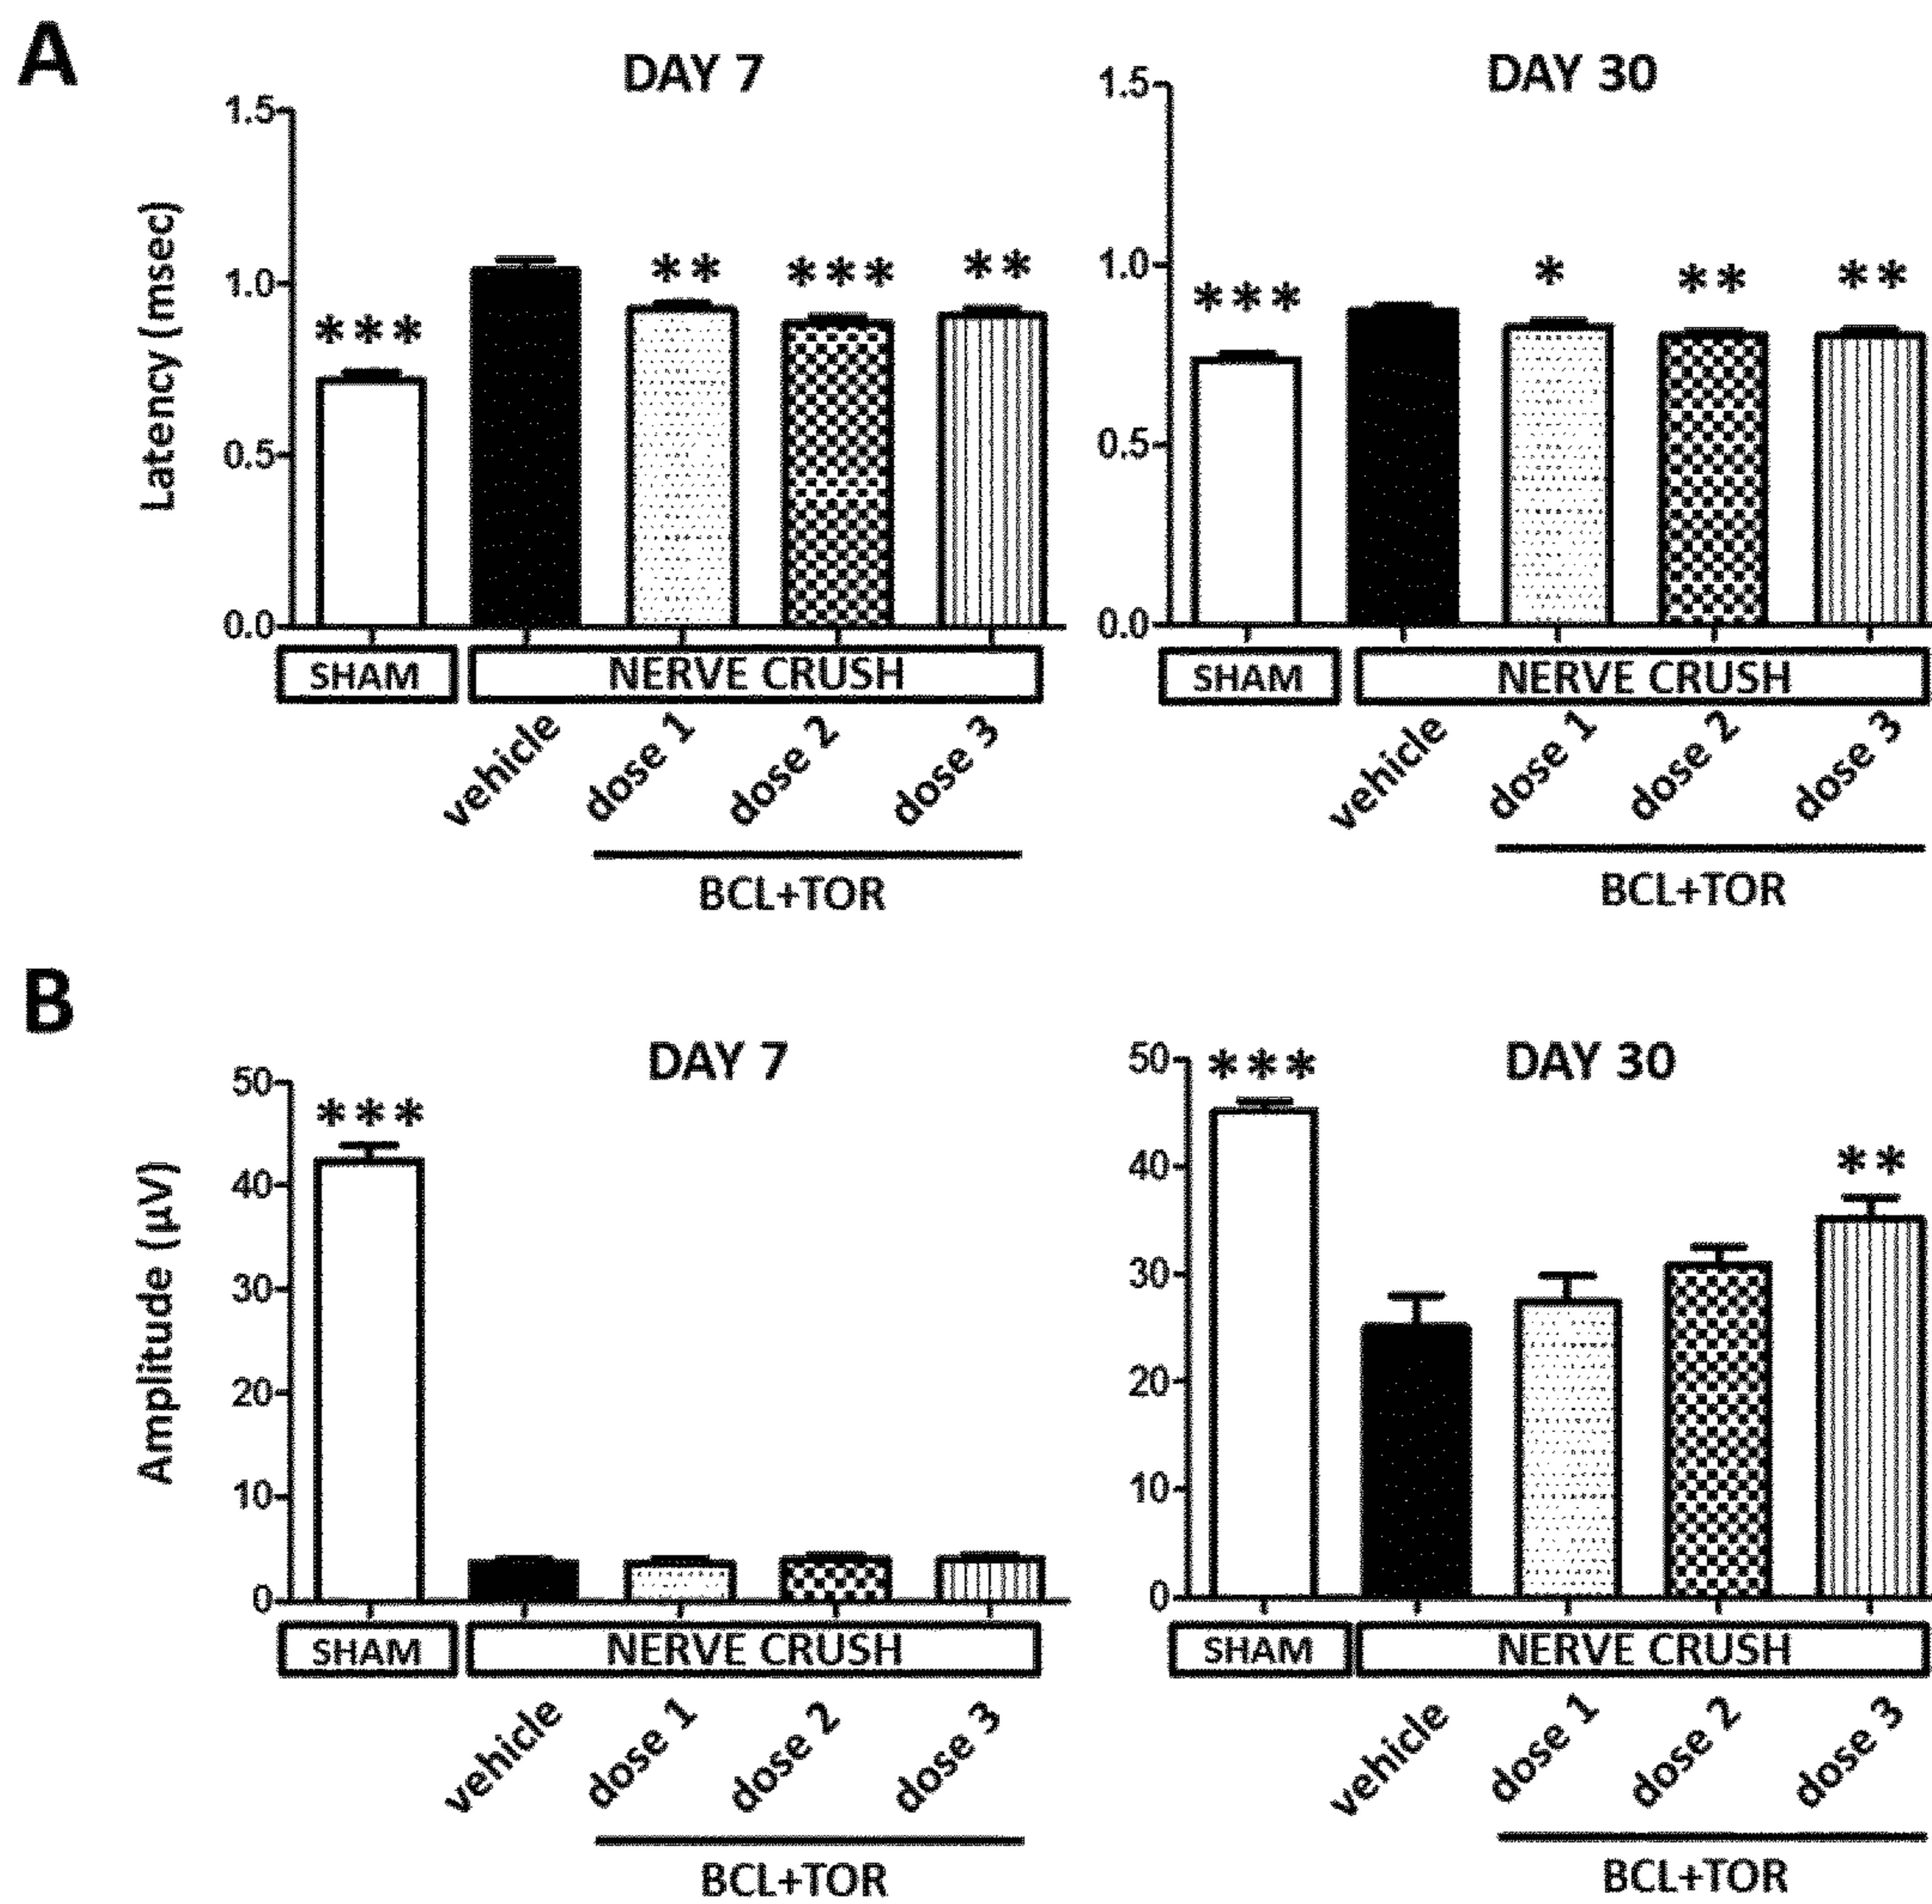 A
DAY 7
DAY 30
Latency (msec)
1.5
1.0
0.5
0.0
***
**
***
**
SHAM
NERVE CRUSH
vehicle
dose 1
dose 2
dose 3
BCL+TOR
1.5
1.0
0.5
0.0
***
*
**
**
SHAM
NERVE CRUSH
vehicle
dose 1
dose 2
dose 3
BCL+TOR
B
DAY 7
DAY 30
Amplitude (µV)
50
40
30
20
10
0
***
SHAM
NERVE CRUSH
vehicle
dose 1
dose 2
dose 3
BCL+TOR
50
40
30
20
10
0
***
**
SHAM
NERVE CRUSH
vehicle
dose 1
dose 2
dose 3
BCL+TOR